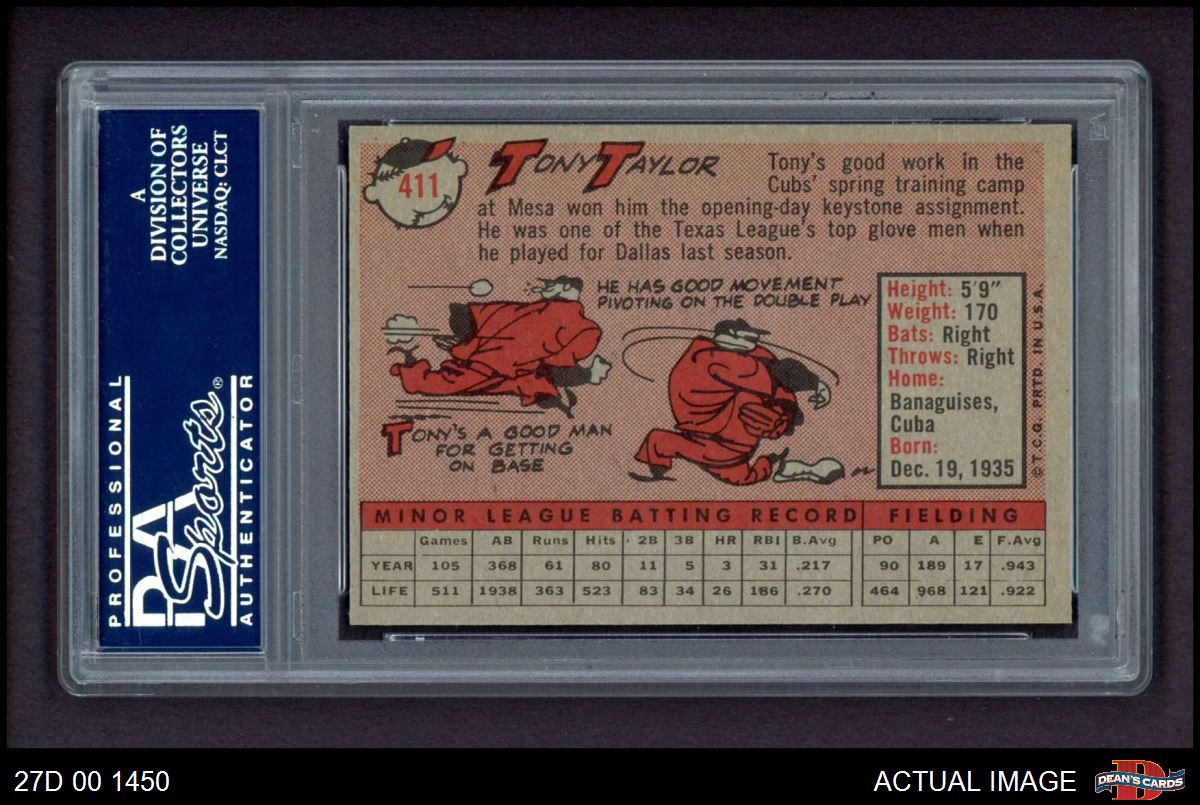 A
DIVISION OF
COLLECTORS
UNIVERSE
NASDAQ: CLCT
PROFESSIONAL
PSA
Sports®
AUTHENTICATOR
411
TONY TAYLOR
Tony's good work in the
Cubs' spring training camp
at Mesa won him the opening-day keystone assignment.
He was one of the Texas League's top glove men when
he played for Dallas last season.
HE HAS GOOD MOVEMENT
PIVOTING ON THE DOUBLE PLAY
TONY'S A GOOD MAN
FOR GETTING
ON BASE
Height: 5'9"
Weight: 170
Bats: Right
Throws: Right
Home:
Banaguises,
Cuba
Born:
Dec. 19, 1935
© T.C.G. PRTD. IN U.S.A.
MINOR LEAGUE BATTING RECORD FIELDING
Games AB Runs Hits 2B 3B HR RBI B.Avg PO A E F.Avg
YEAR 105 368 61 80 11 5 3 31 .217 90 189 17 .943
LIFE 511 1938 363 523 83 34 26 186 .270 464 968 121 .922
27D 00 1450
ACTUAL IMAGE
DEAN'S CARDS